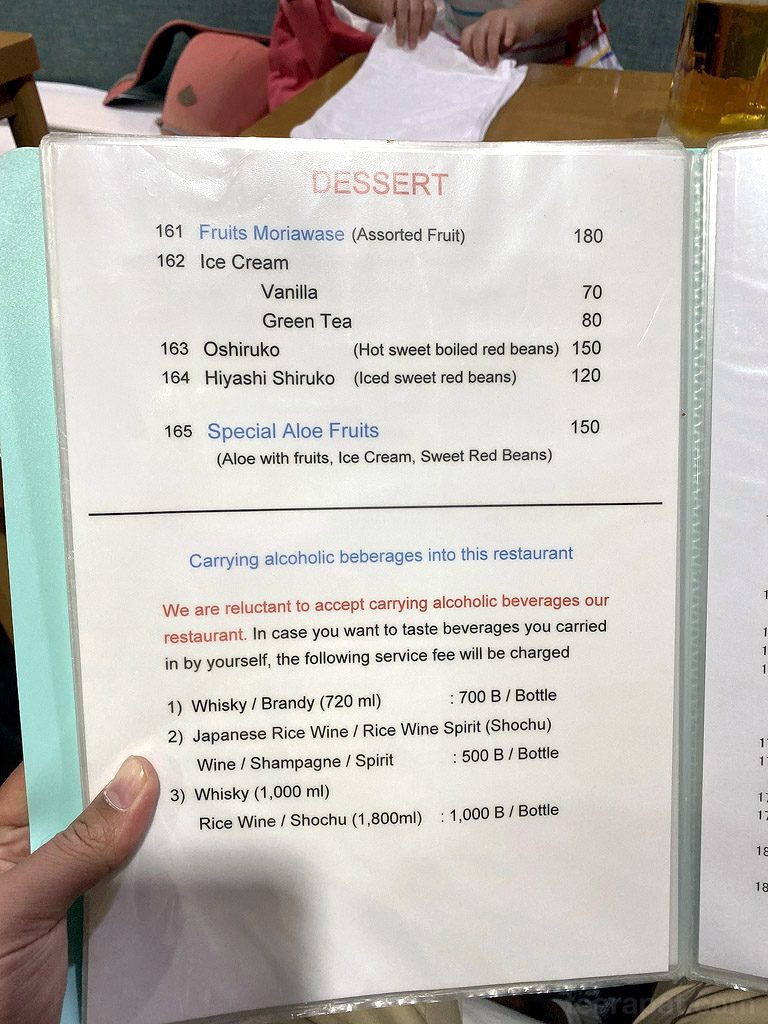 DESSERT
161 Fruits Moriawase (Assorted Fruit) 180
162 Ice Cream
Vanilla 70
Green Tea 80
163 Oshiruko (Hot sweet boiled red beans) 150
164 Hiyashi Shiruko (Iced sweet red beans) 120
165 Special Aloe Fruits 150
(Aloe with fruits, Ice Cream, Sweet Red Beans)
Carrying alcoholic beberages into this restaurant
We are reluctant to accept carrying alcoholic beverages our
restaurant. In case you want to taste beverages you carried
in by yourself, the following service fee will be charged
1) Whisky / Brandy (720 ml) : 700 B / Bottle
2) Japanese Rice Wine / Rice Wine Spirit (Shochu)
Wine / Shampagne / Spirit : 500 B / Bottle
3) Whisky (1,000 ml)
Rice Wine / Shochu (1,800ml) : 1,000 B / Bottle